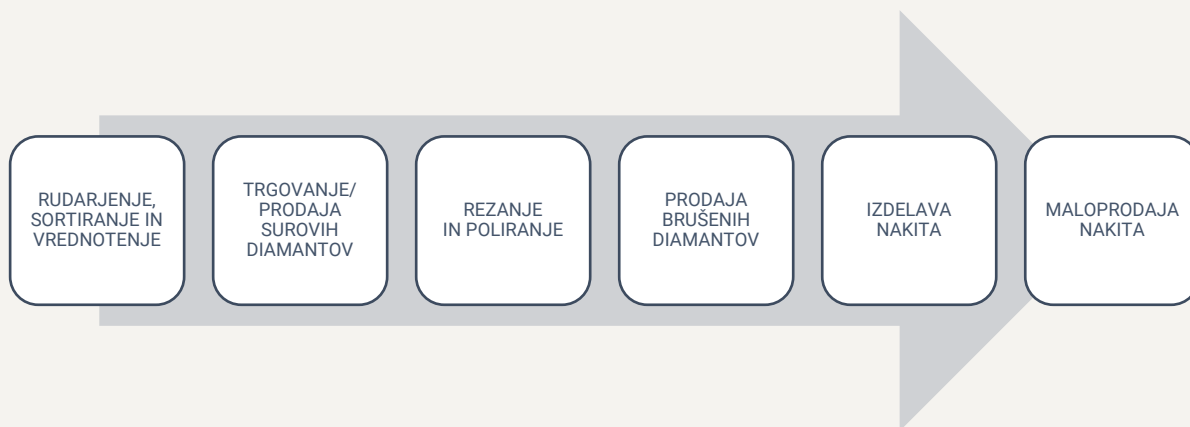 RUDARJENJE,
SORTIRANJE IN
VREDNOTENJE
TRGOVANJE/
PRODAJA
SUROVIH
DIAMANTOV
REZANJE
IN POLIRANJE
PRODAJA
BRUŠENIH
DIAMANTOV
IZDELAVA
NAKITA
MALOPRODAJA
NAKITA